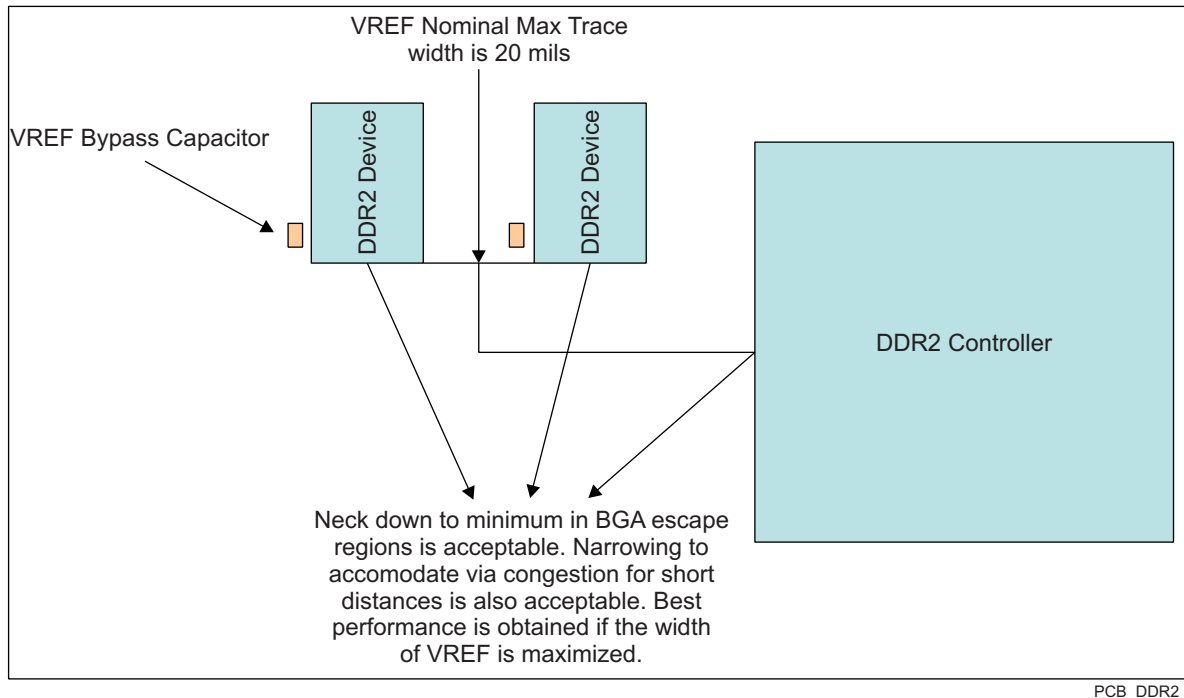 VREF Nominal Max Trace
width is 20 mils
VREF Bypass Capacitor
DDR2 Device
DDR2 Device
DDR2 Controller
Neck down to minimum in BGA escape
regions is acceptable. Narrowing to
accomodate via congestion for short
distances is also acceptable. Best
performance is obtained if the width
of VREF is maximized.
PCB_DDR2